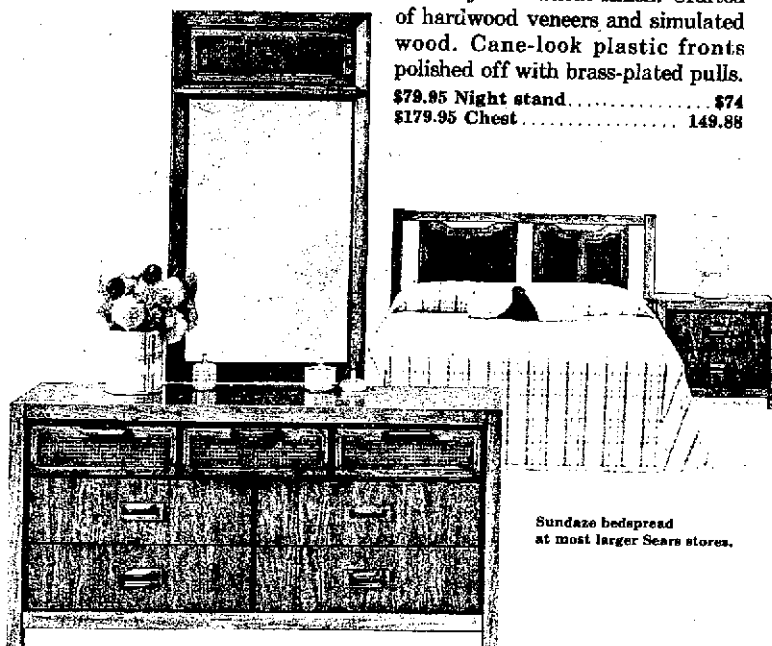 of hardwood veneers and simulated
wood. Cane-look plastic fronts
polished off with brass-plated pulls.
$79.95 Night stand................$74
$179.95 Chest................ 149.88
Sundaze bedspread
at most larger Sears stores.